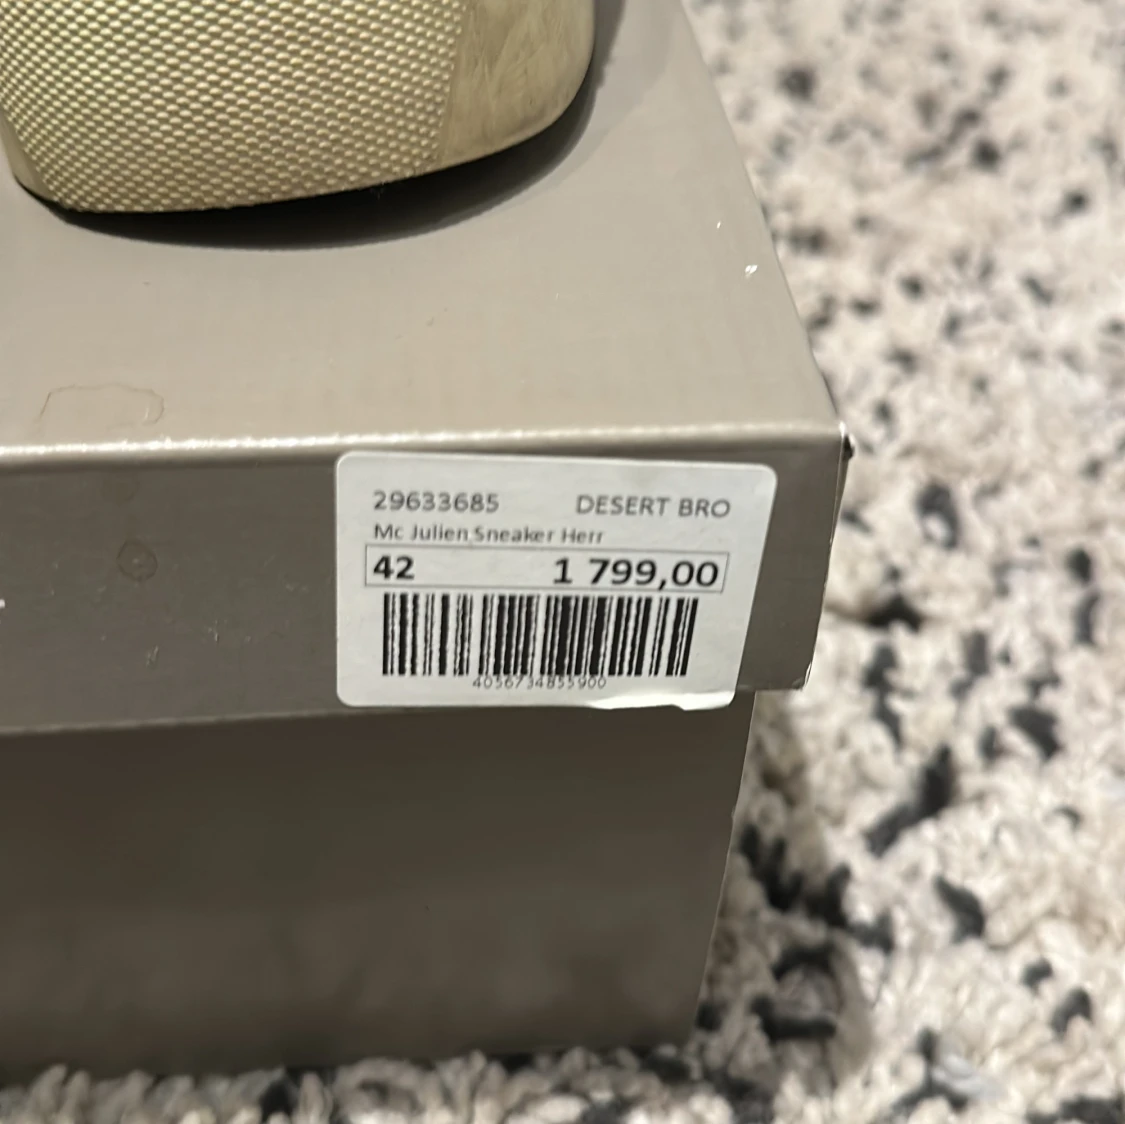 29633685 DESERT BRO
Mc Julien Sneaker Herr
42 1 799,00
4056734855900